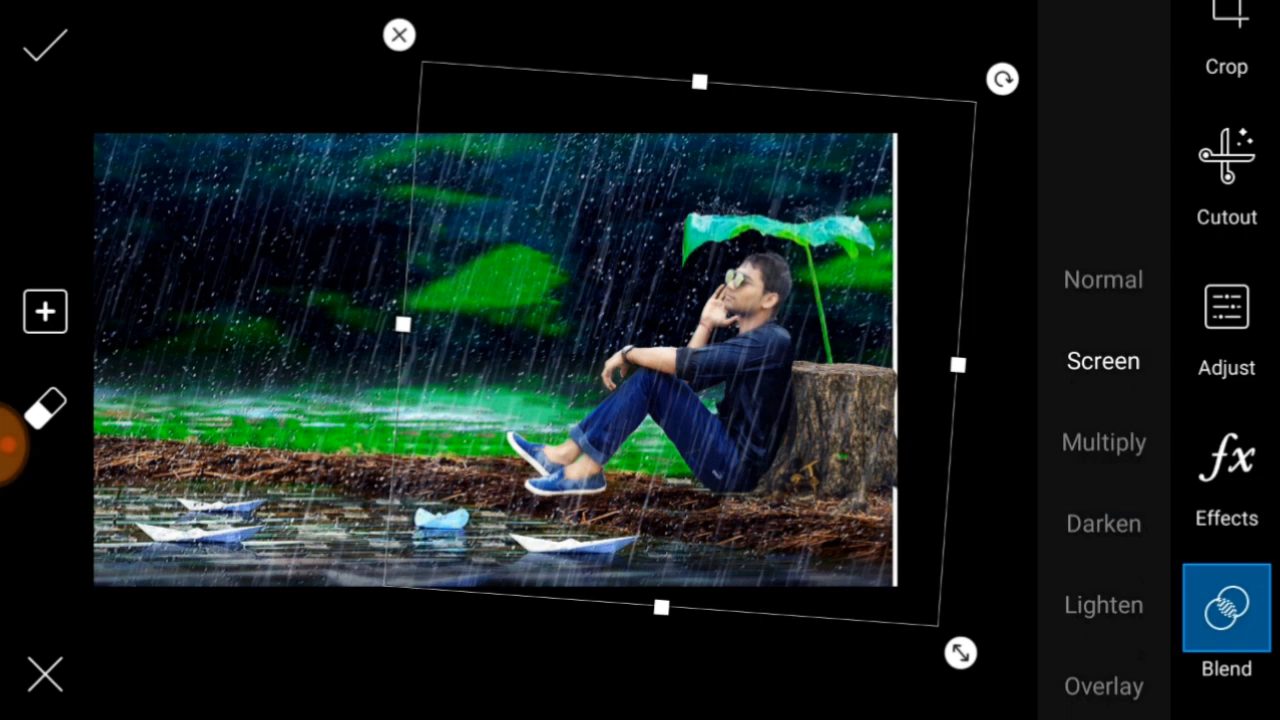 Crop
Cutout
Normal
Screen
Adjust
Multiply
Effects
Darken
Lighten
Blend
Overlay